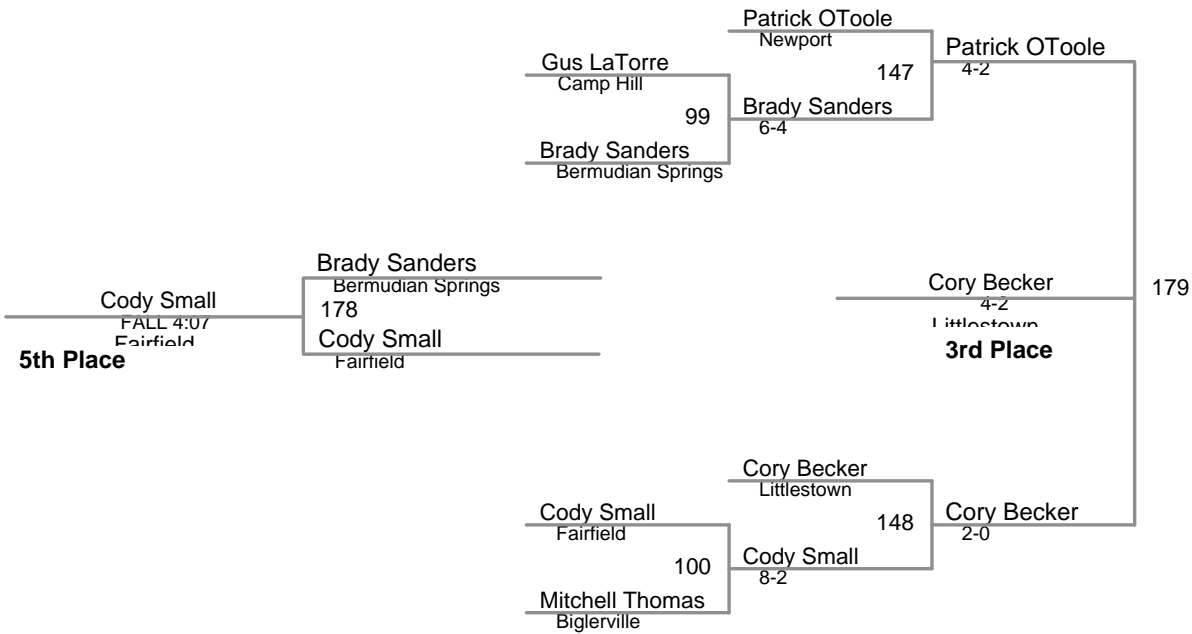 Patrick OToole
Newport
Patrick OToole
4-2
Gus LaTorre
Camp Hill
147
99
Brady Sanders
6-4
Brady Sanders
Bermudian Springs
Brady Sanders
Bermudian Springs
Cody Small
FALL 4:07
Fairfield
178
5th Place
Cody Small
Fairfield
Cory Becker
4-2
Littlestown
179
3rd Place
Cory Becker
Littlestown
Cody Small
Fairfield
148
Cory Becker
2-0
100
Cody Small
8-2
Mitchell Thomas
Biglerville